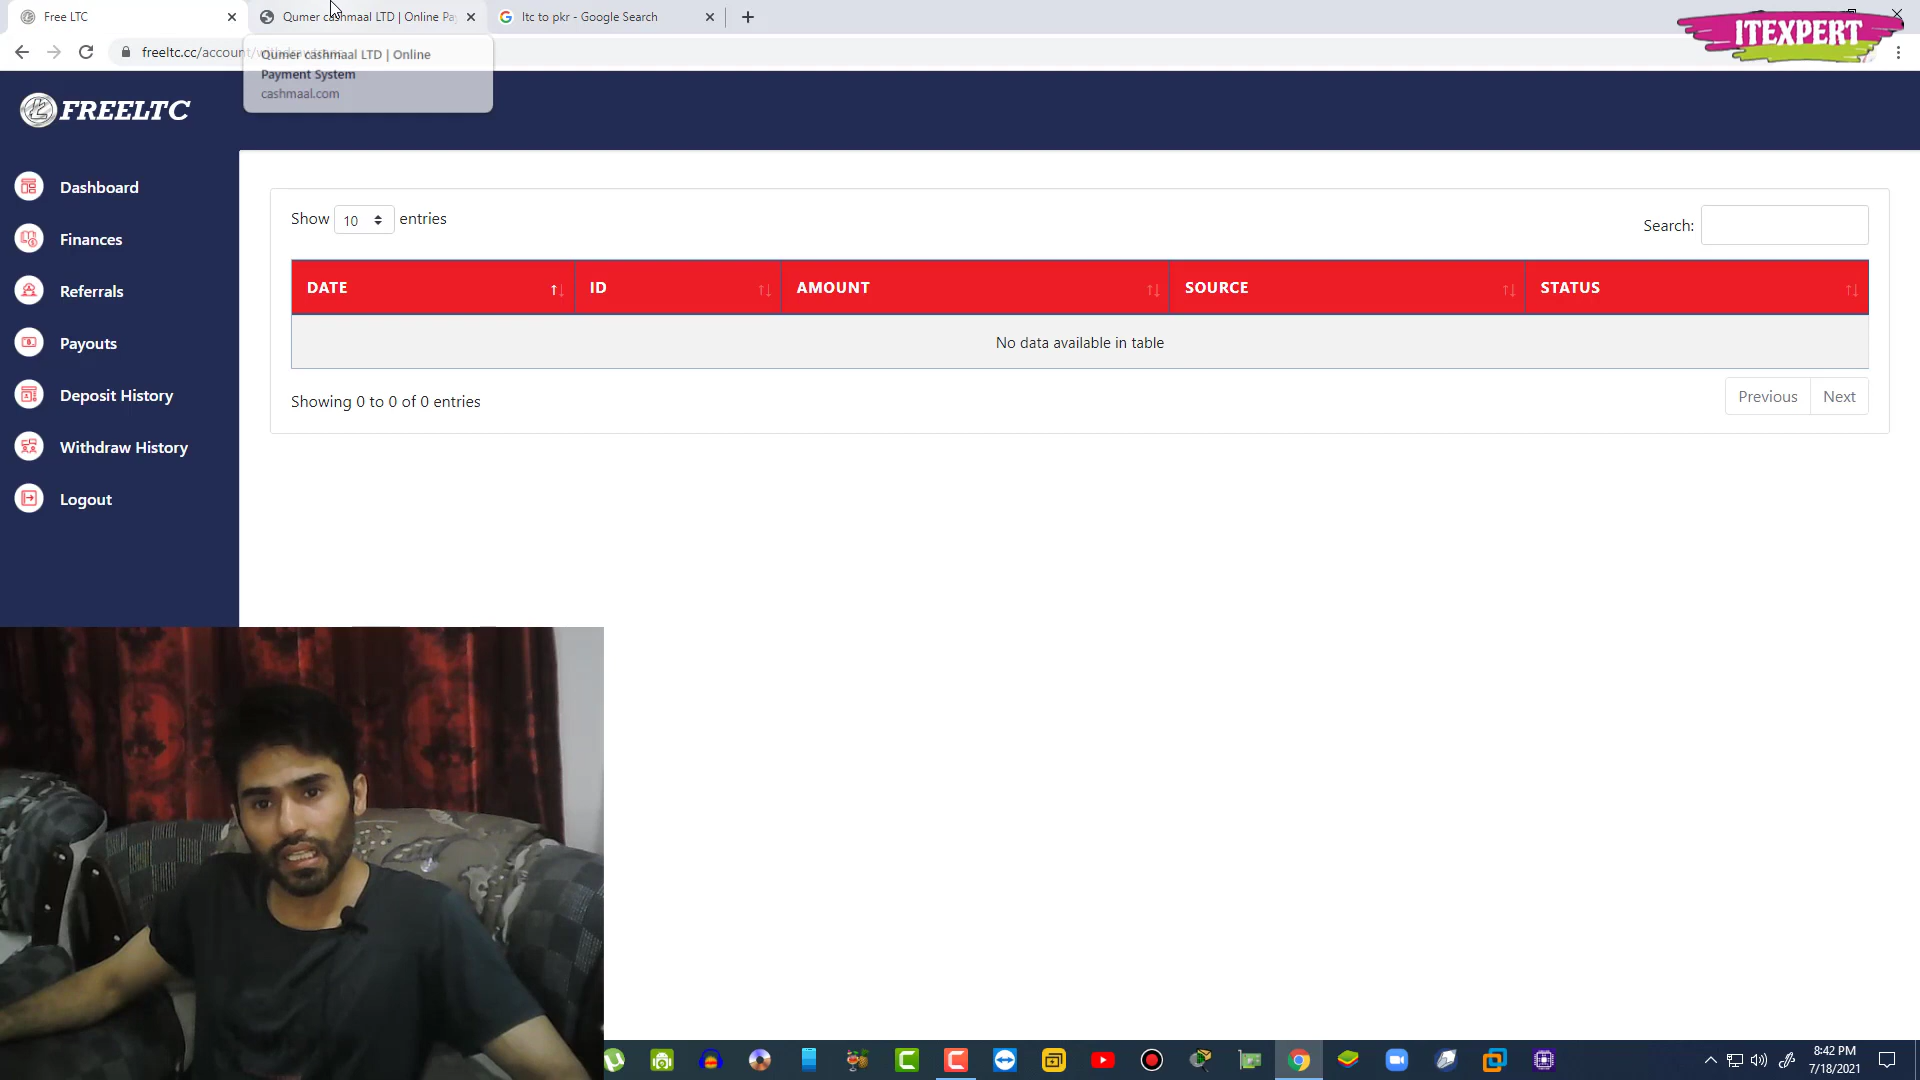 Free LTC
Qumer cashmaal LTD | Online Pa
ltc to pkr - Google Search
ITEXPERT
freeltc.cc/account
Qumer cashmaal LTD | Online
Payment System
cashmaal.com
FREELTC
Dashboard
Finances
Referrals
Payouts
Deposit History
Withdraw History
Logout
Show 10 entries
Search:
DATE ID AMOUNT SOURCE STATUS
No data available in table
Showing 0 to 0 of 0 entries
Previous Next
8:42 PM
7/18/2021